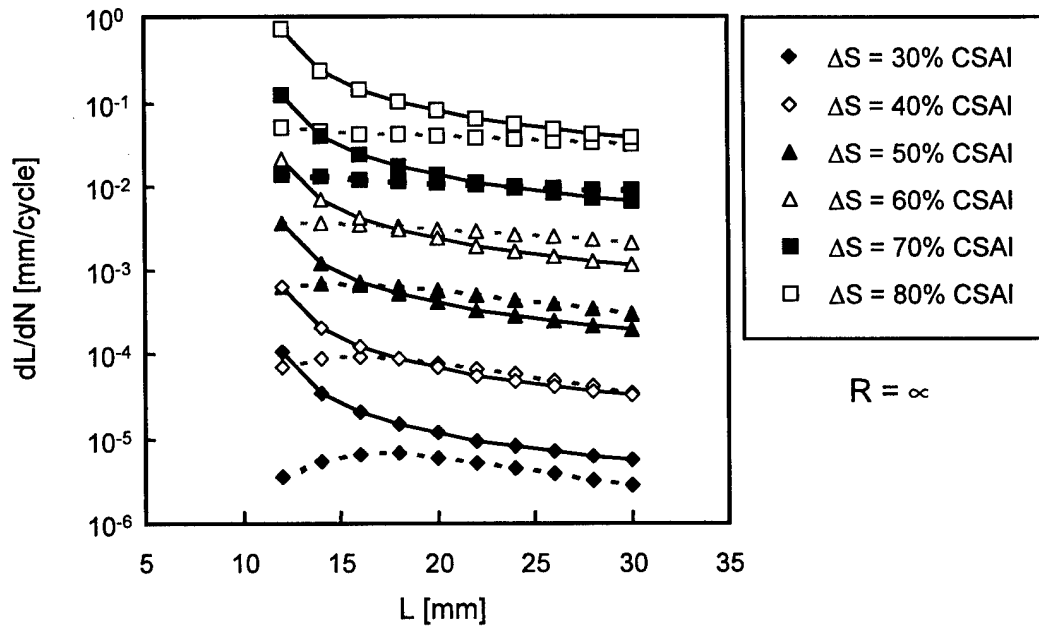 10⁰
10⁻¹
10⁻²
10⁻³
10⁻⁴
10⁻⁵
10⁻⁶
dL/dN [mm/cycle]
5
10
15
20
25
30
35
L [mm]
ΔS = 30% CSAI
ΔS = 40% CSAI
ΔS = 50% CSAI
ΔS = 60% CSAI
ΔS = 70% CSAI
ΔS = 80% CSAI
R = ∝